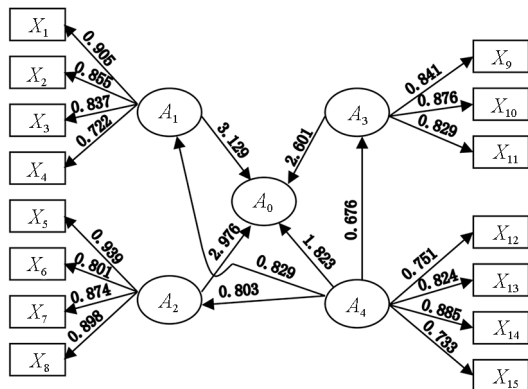 X₁
0.905
X₂
0.855
X₃
0.837
X₄
0.722
A₁
3.129
X₉
0.841
X₁₀
0.876
X₁₁
0.829
A₃
2.601
A₀
X₅
0.939
X₆
0.801
X₇
0.874
X₈
0.898
A₂
2.976
0.829
0.803
1.823
0.676
A₄
X₁₂
0.751
X₁₃
0.824
X₁₄
0.885
X₁₅
0.733